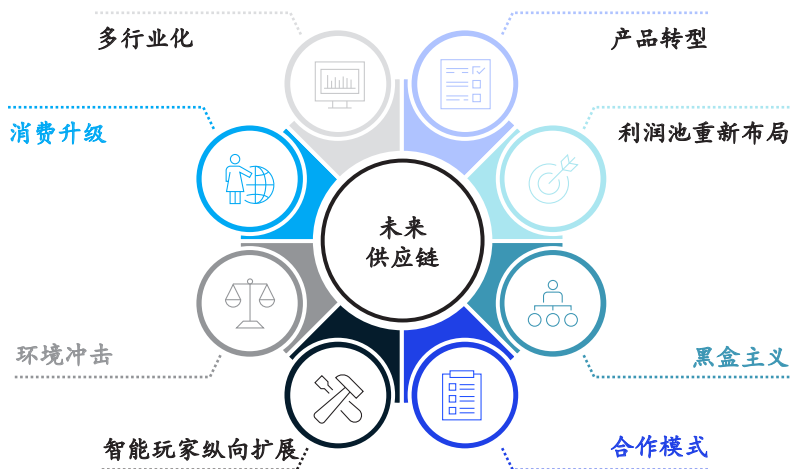 多行业化
产品转型
消费升级
利润池重新布局
未来
供应链
环境冲击
黑盒主义
智能玩家纵向扩展
合作模式